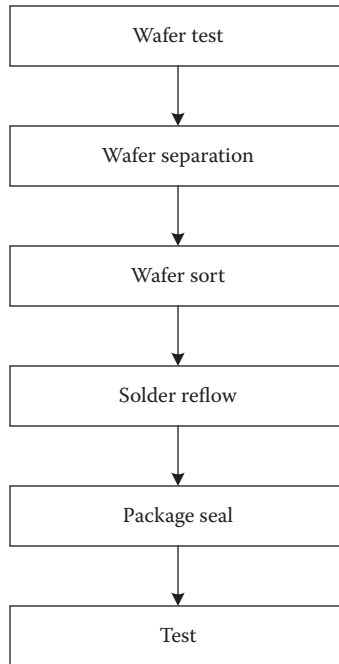 Wafer test
Wafer separation
Wafer sort
Solder reflow
Package seal
Test